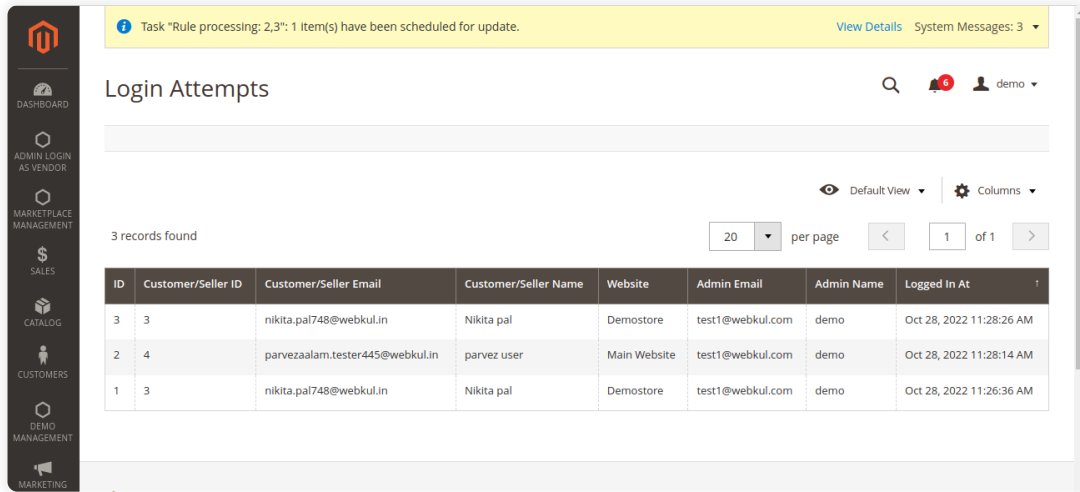 Task "Rule processing: 2,3": 1 item(s) have been scheduled for update.
View Details
System Messages: 3
Login Attempts
6
demo
DASHBOARD
ADMIN LOGIN
AS VENDOR
MARKETPLACE
MANAGEMENT
SALES
CATALOG
CUSTOMERS
DEMO
MANAGEMENT
MARKETING
Default View
Columns
3 records found
20 per page
1 of 1
ID Customer/Seller ID Customer/Seller Email Customer/Seller Name Website Admin Email Admin Name Logged In At ↑
3 3 nikita.pal748@webkul.in Nikita pal Demostore test1@webkul.com demo Oct 28, 2022 11:28:26 AM
2 4 parvezaalam.tester445@webkul.in parvez user Main Website test1@webkul.com demo Oct 28, 2022 11:28:14 AM
1 3 nikita.pal748@webkul.in Nikita pal Demostore test1@webkul.com demo Oct 28, 2022 11:26:36 AM